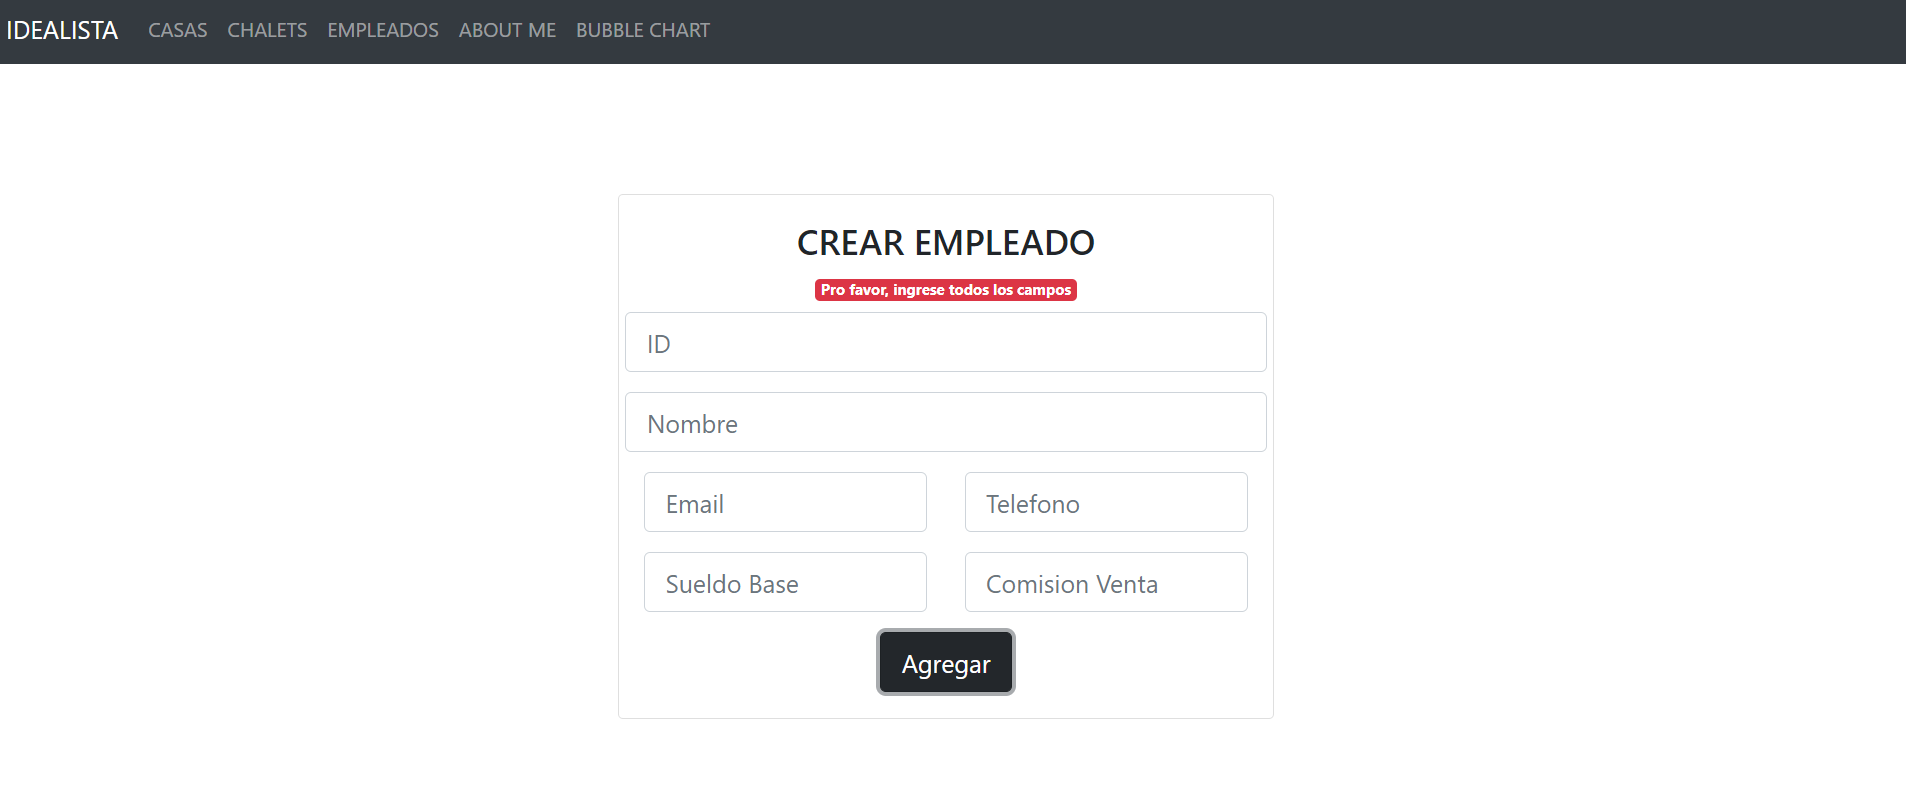 IDEALISTA CASAS CHALETS EMPLEADOS ABOUT ME BUBBLE CHART
CREAR EMPLEADO
Pro favor, ingrese todos los campos
ID
Nombre
Email Telefono
Sueldo Base Comision Venta
Agregar